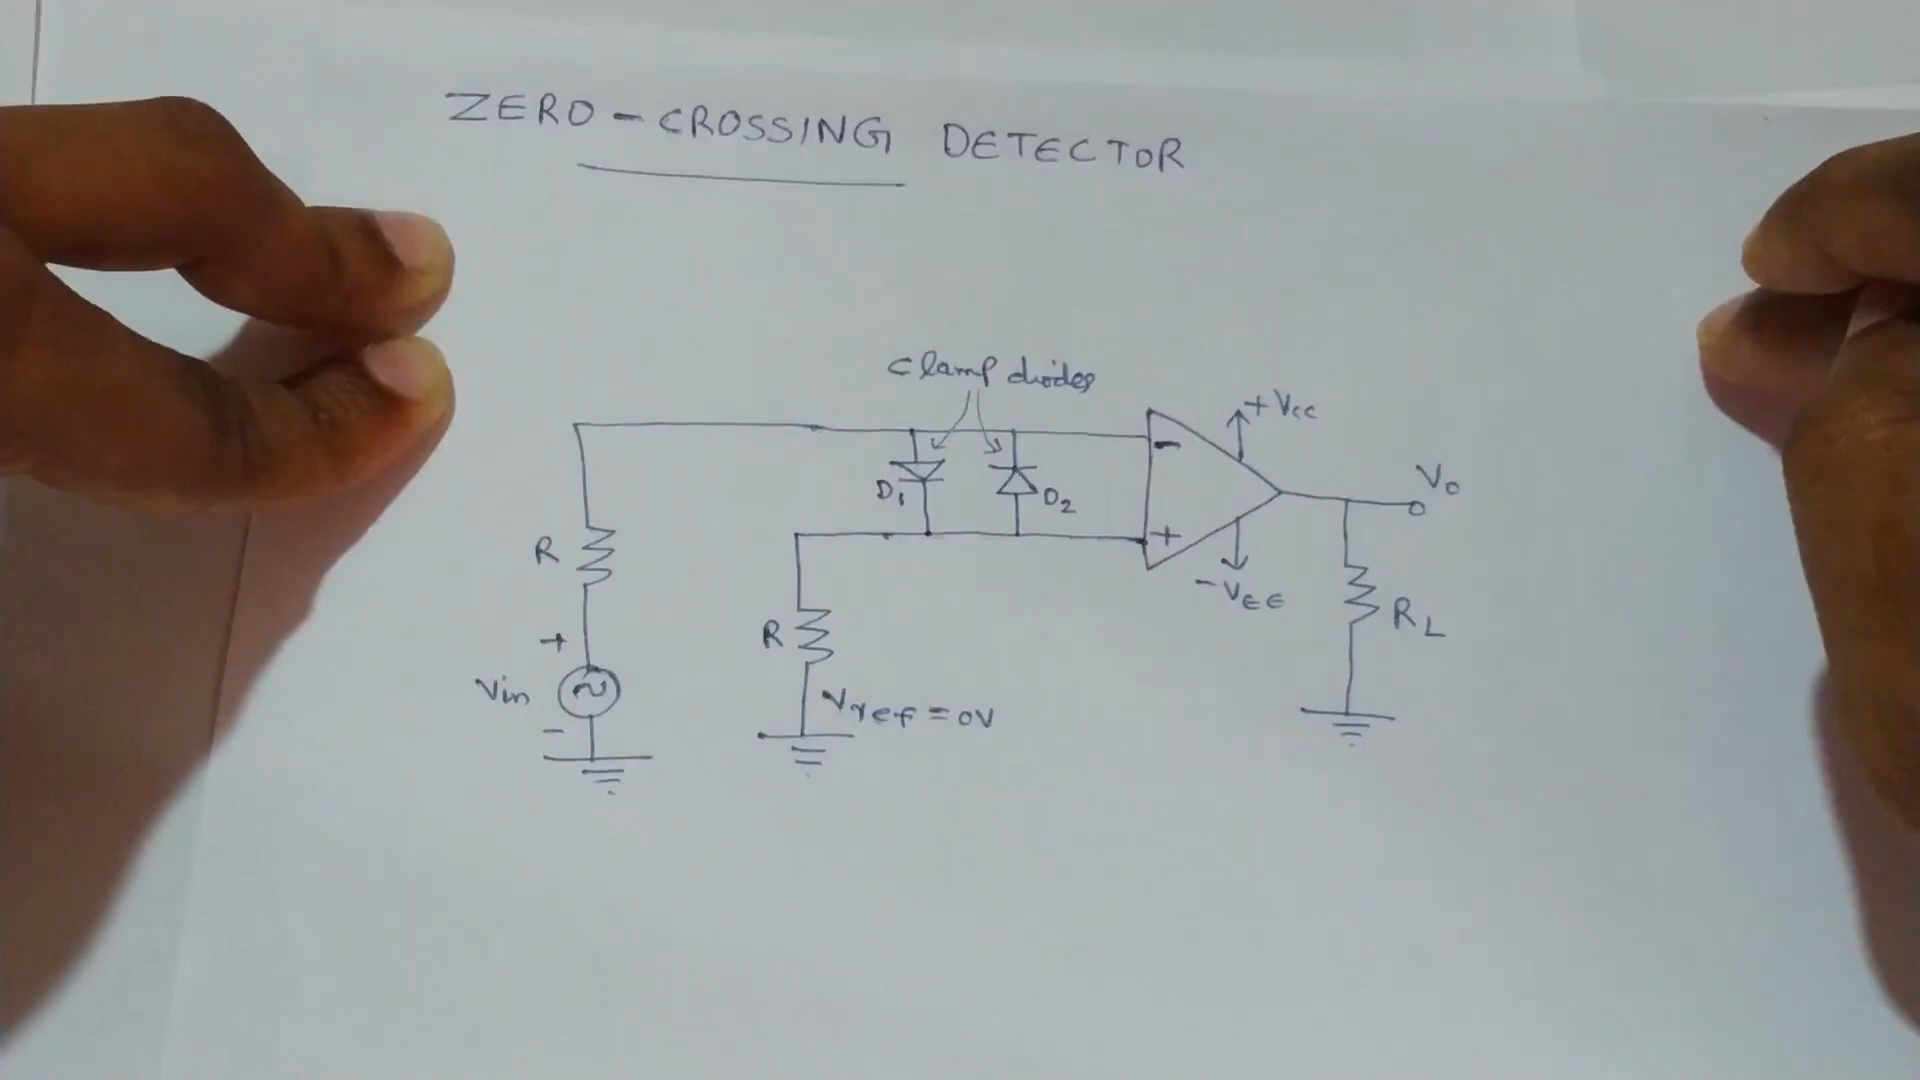 ZERO-CROSSING DETECTOR
Clamp diodes
+Vcc
-
D1
D2
Vo
R
+
-VEE
RL
+
R
Vin
Vref = 0V
-